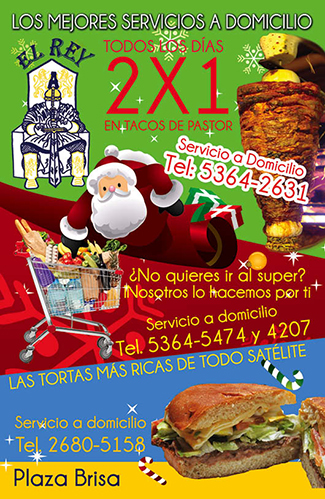 LOS MEJORES SERVICIOS A DOMICILIO
EL REY
TODOS LOS DÍAS
2X1
EN TACOS DE PASTOR
Servicio a Domicilio
Tel: 5364-2631
¿No quieres ir al super?
Nosotros lo hacemos por ti
Servicio a domicilio
Tel. 5364-5474 y 4207
LAS TORTAS MÁS RICAS DE TODO SATÉLITE
Servicio a domicilio
Tel. 2680-5158
Plaza Brisa